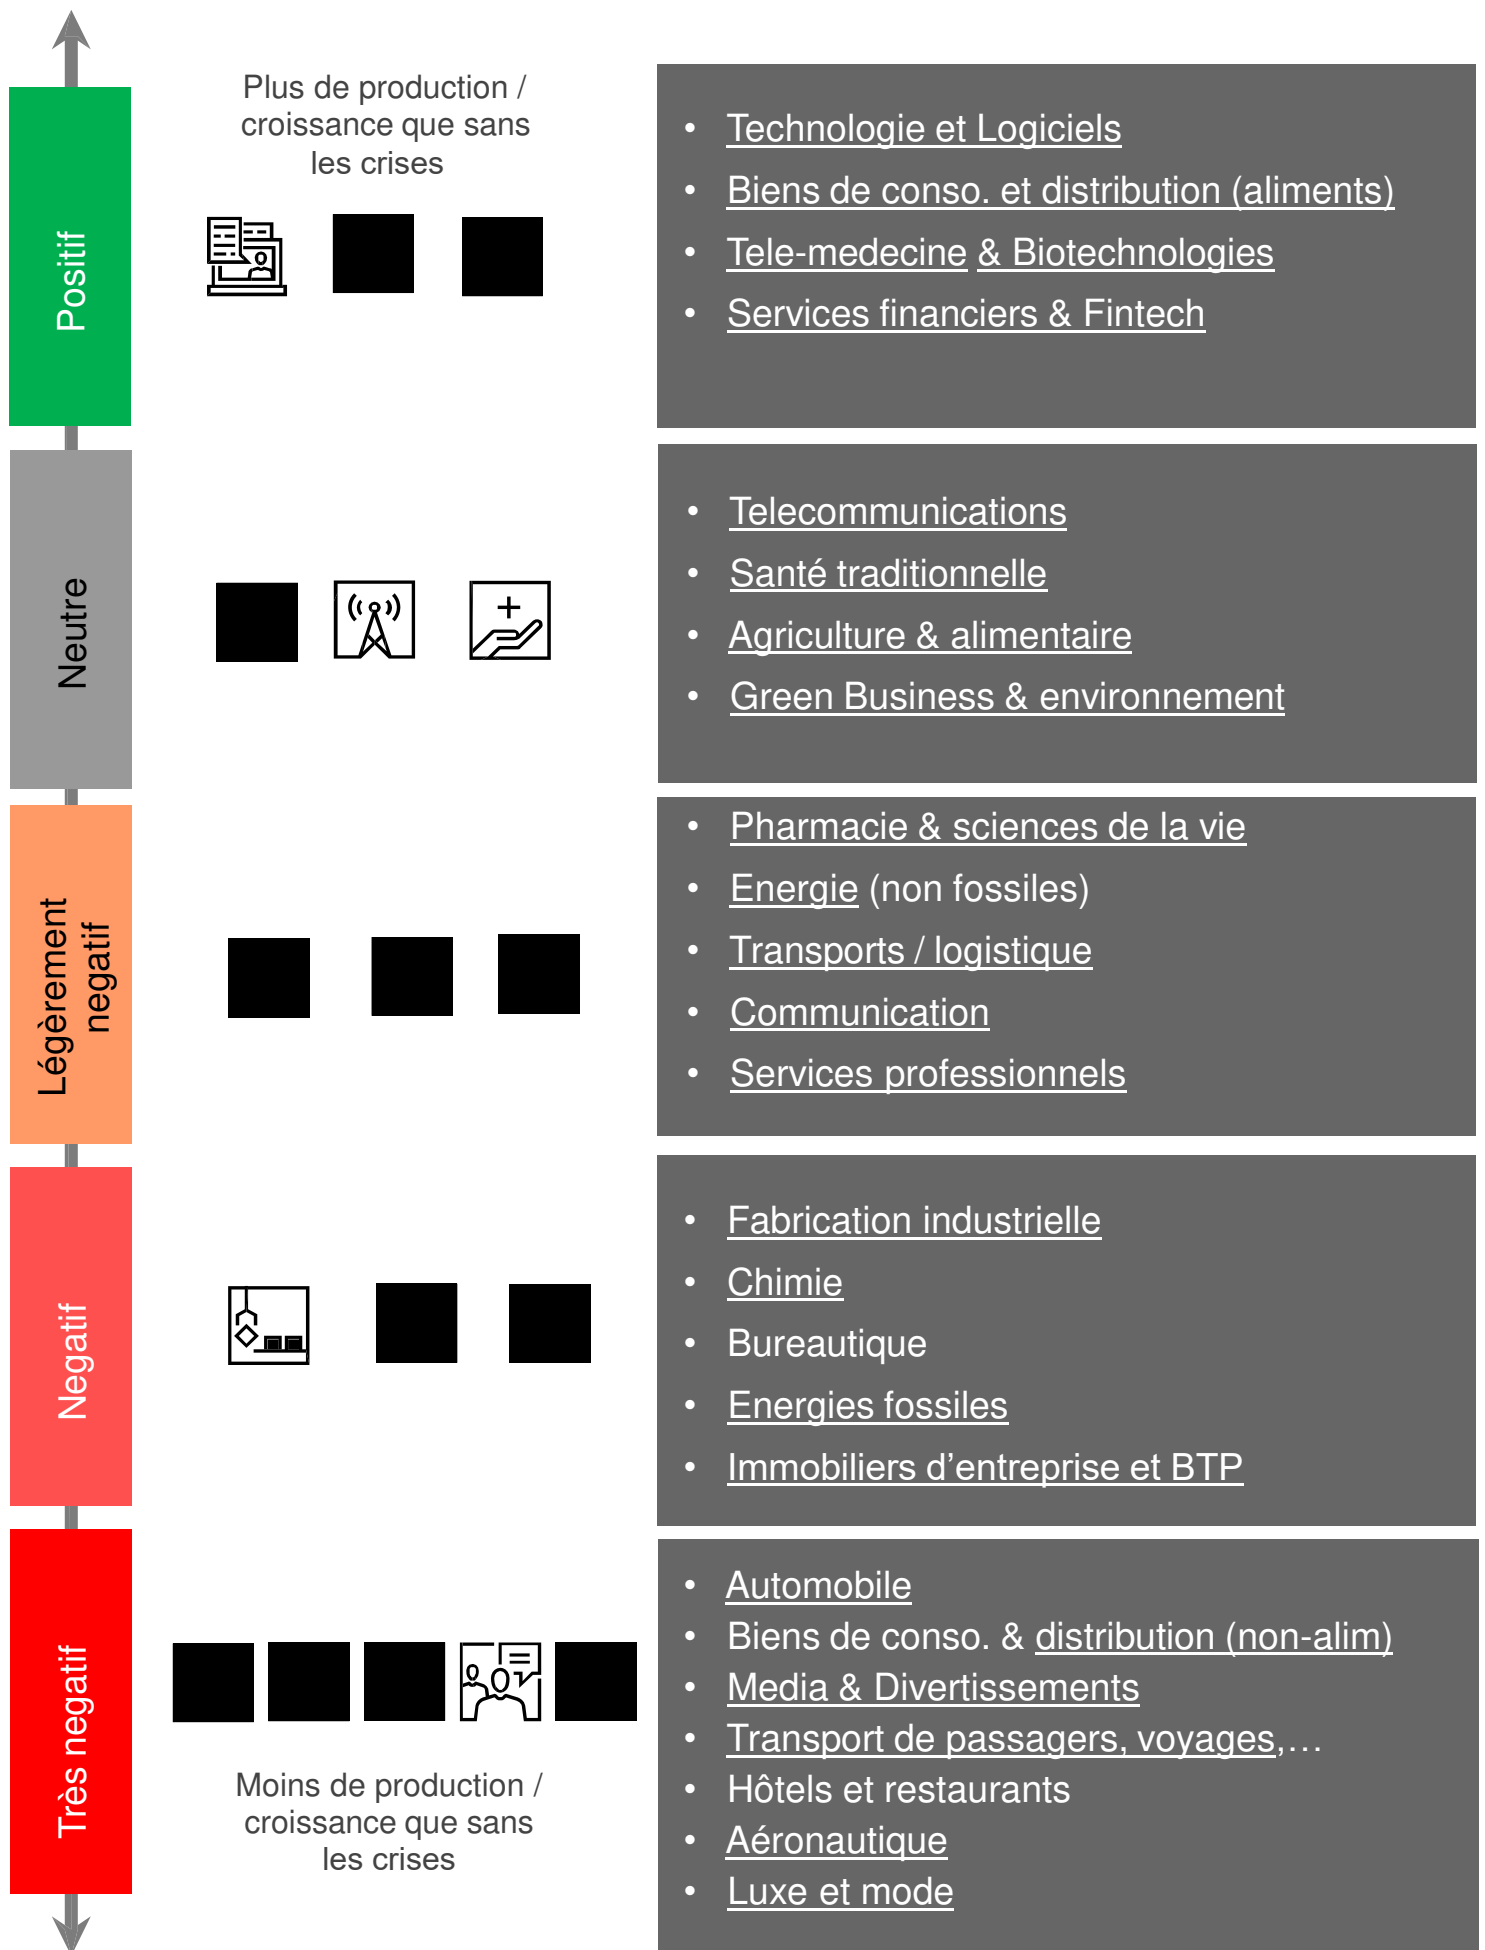 Positif
Plus de production /
croissance que sans
les crises
• Technologie et Logiciels
• Biens de conso. et distribution (aliments)
• Tele-medecine & Biotechnologies
• Services financiers & Fintech
Neutre
• Telecommunications
• Santé traditionnelle
• Agriculture & alimentaire
• Green Business & environnement
Légèrement
negatif
• Pharmacie & sciences de la vie
• Energie (non fossiles)
• Transports / logistique
• Communication
• Services professionnels
Negatif
• Fabrication industrielle
• Chimie
• Bureautique
• Energies fossiles
• Immobiliers d’entreprise et BTP
Très negatif
Moins de production /
croissance que sans
les crises
• Automobile
• Biens de conso. & distribution (non-alim)
• Media & Divertissements
• Transport de passagers, voyages,…
• Hôtels et restaurants
• Aéronautique
• Luxe et mode